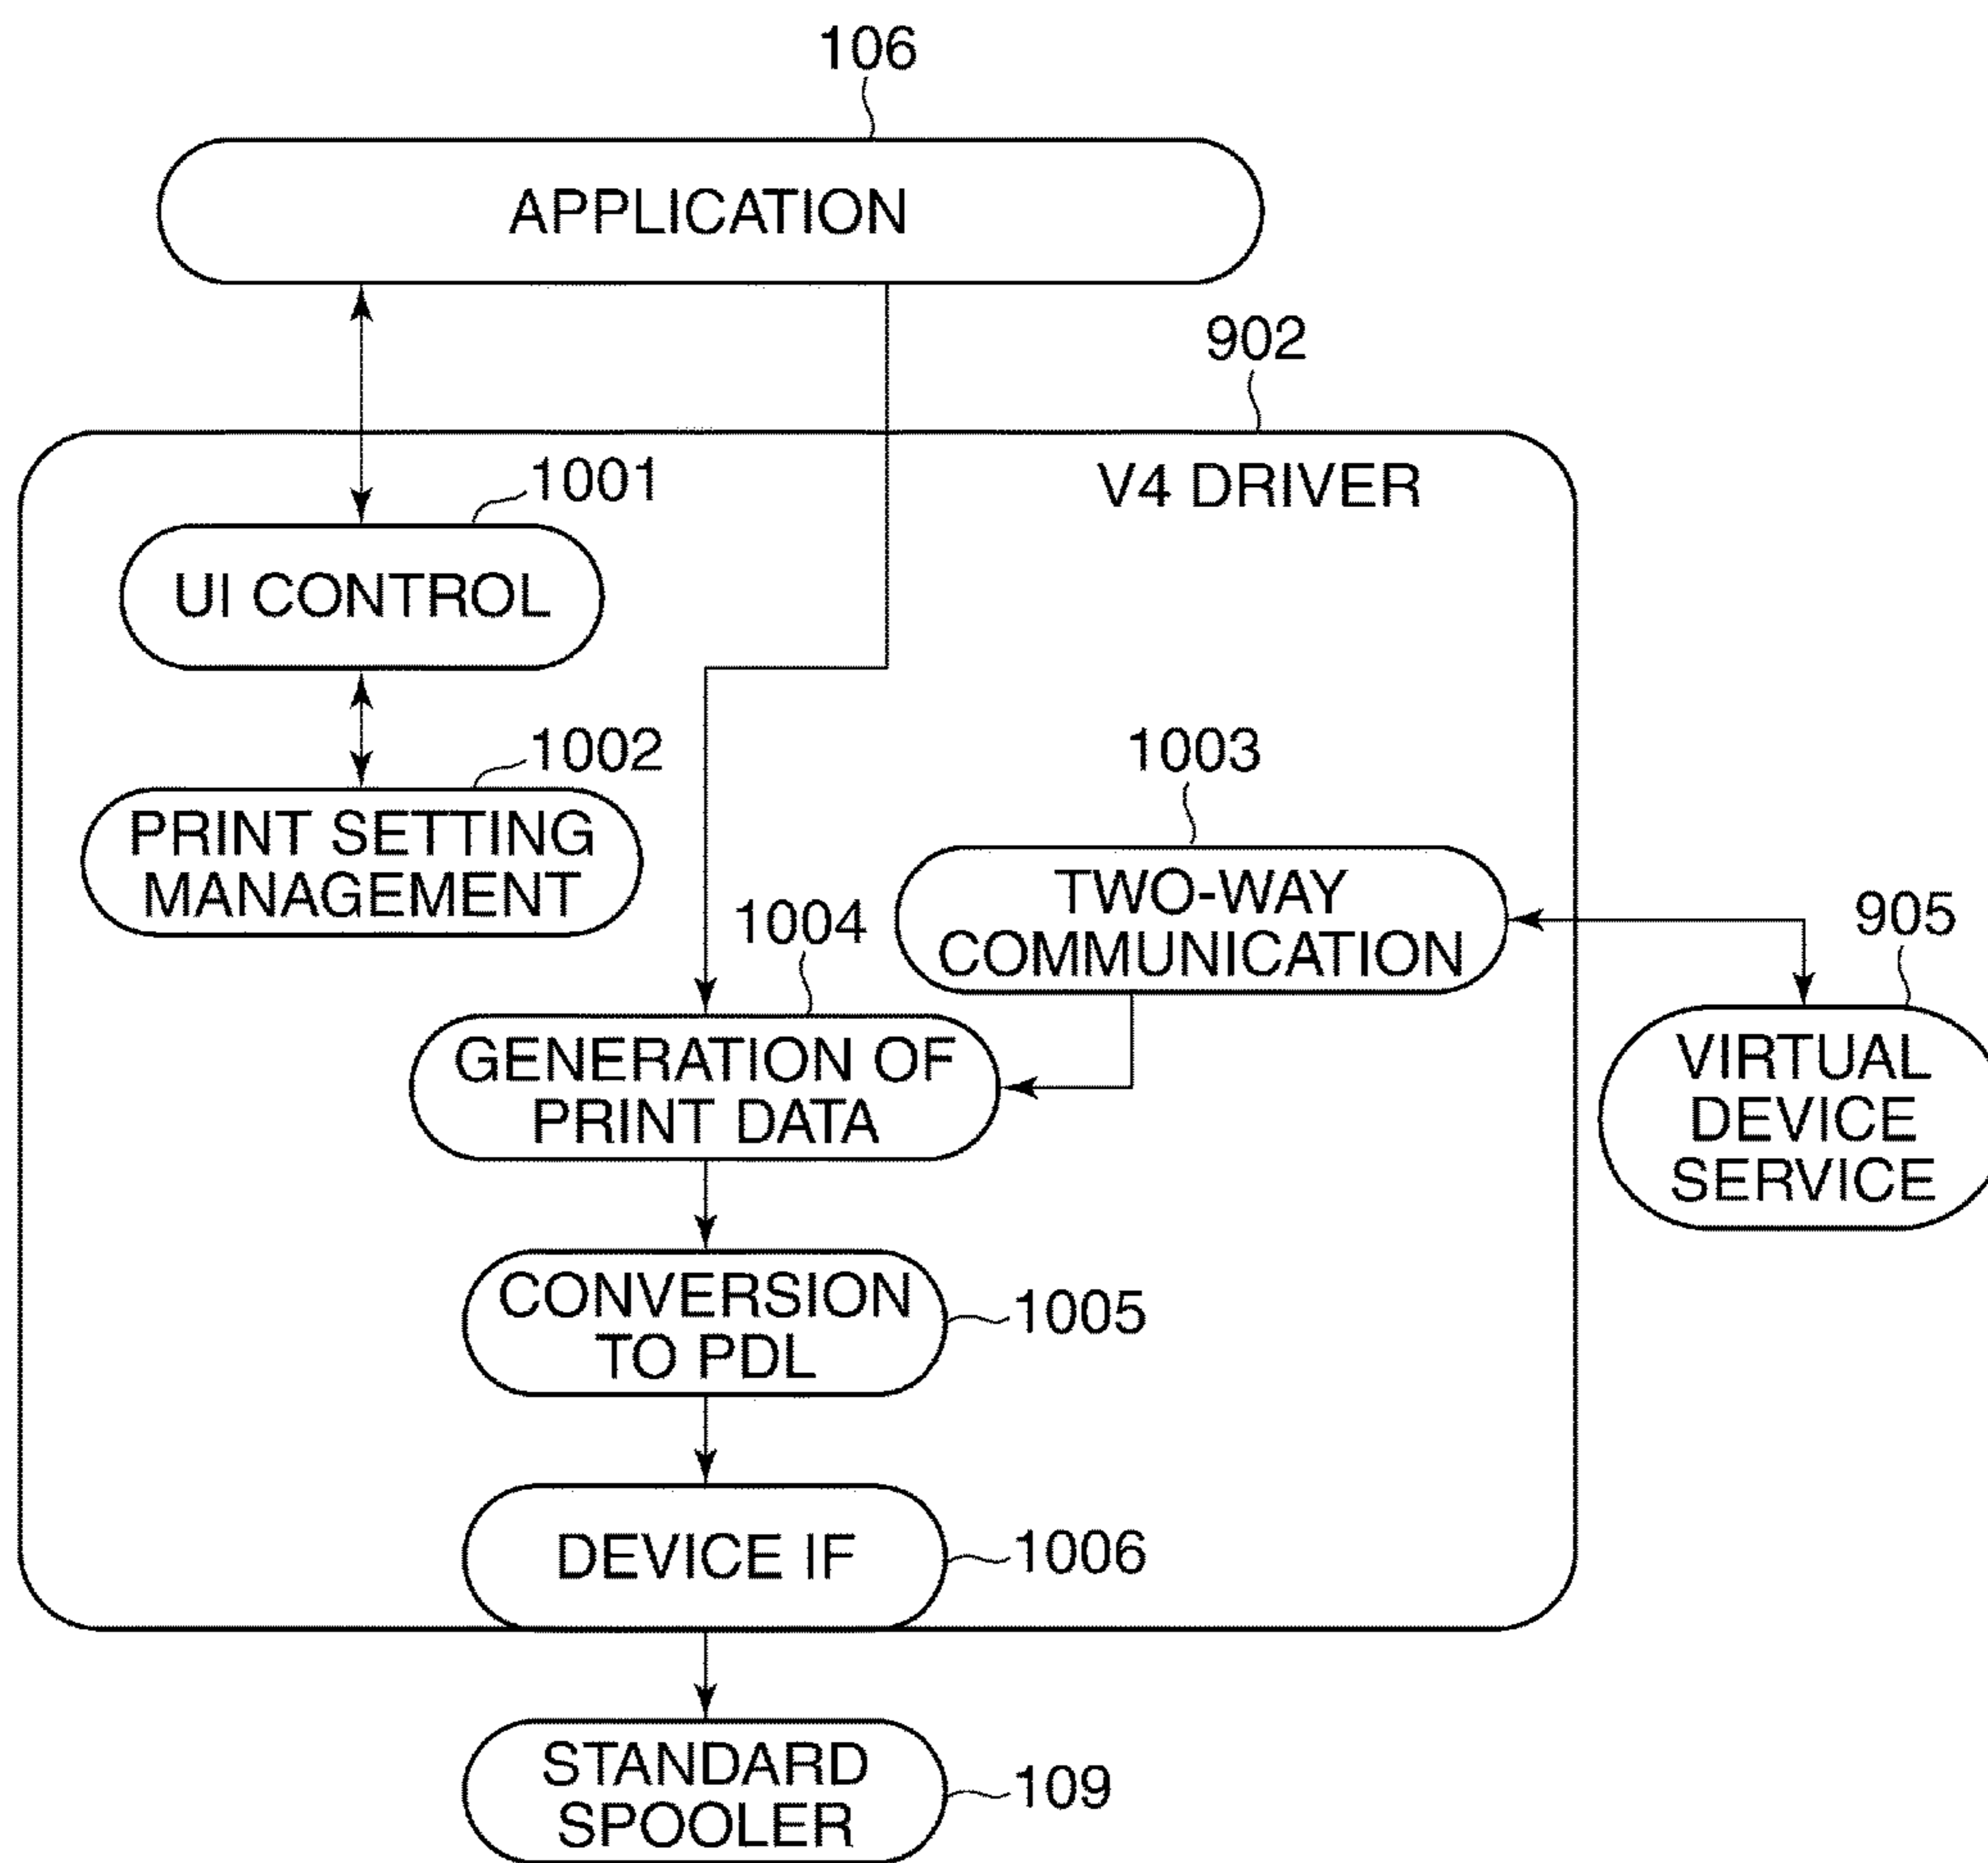 106
APPLICATION
902
V4 DRIVER
1001
UI CONTROL
1002
PRINT SETTING
MANAGEMENT
1003
TWO-WAY
COMMUNICATION
905
VIRTUAL
DEVICE
SERVICE
1004
GENERATION OF
PRINT DATA
CONVERSION
TO PDL
1005
DEVICE IF
1006
STANDARD
SPOOLER
109